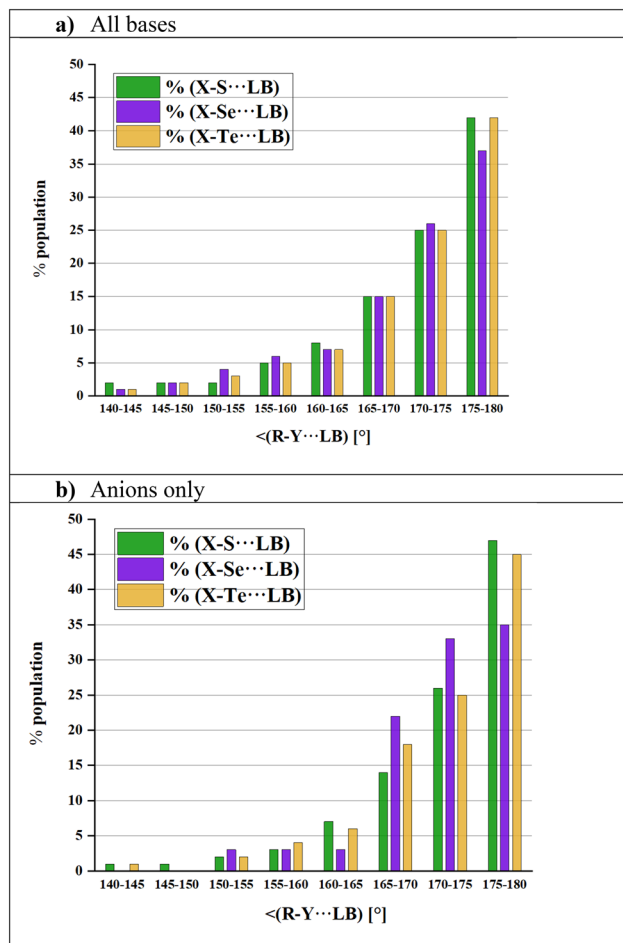 a) All bases
50
45
40
35
30
25
20
15
10
5
0
% population
% (X-S···LB)
% (X-Se···LB)
% (X-Te···LB)
140-145 145-150 150-155 155-160 160-165 165-170 170-175 175-180
<(R-Y···LB) [°]
b) Anions only
50
45
40
35
30
25
20
15
10
5
0
% population
% (X-S···LB)
% (X-Se···LB)
% (X-Te···LB)
140-145 145-150 150-155 155-160 160-165 165-170 170-175 175-180
<(R-Y···LB) [°]